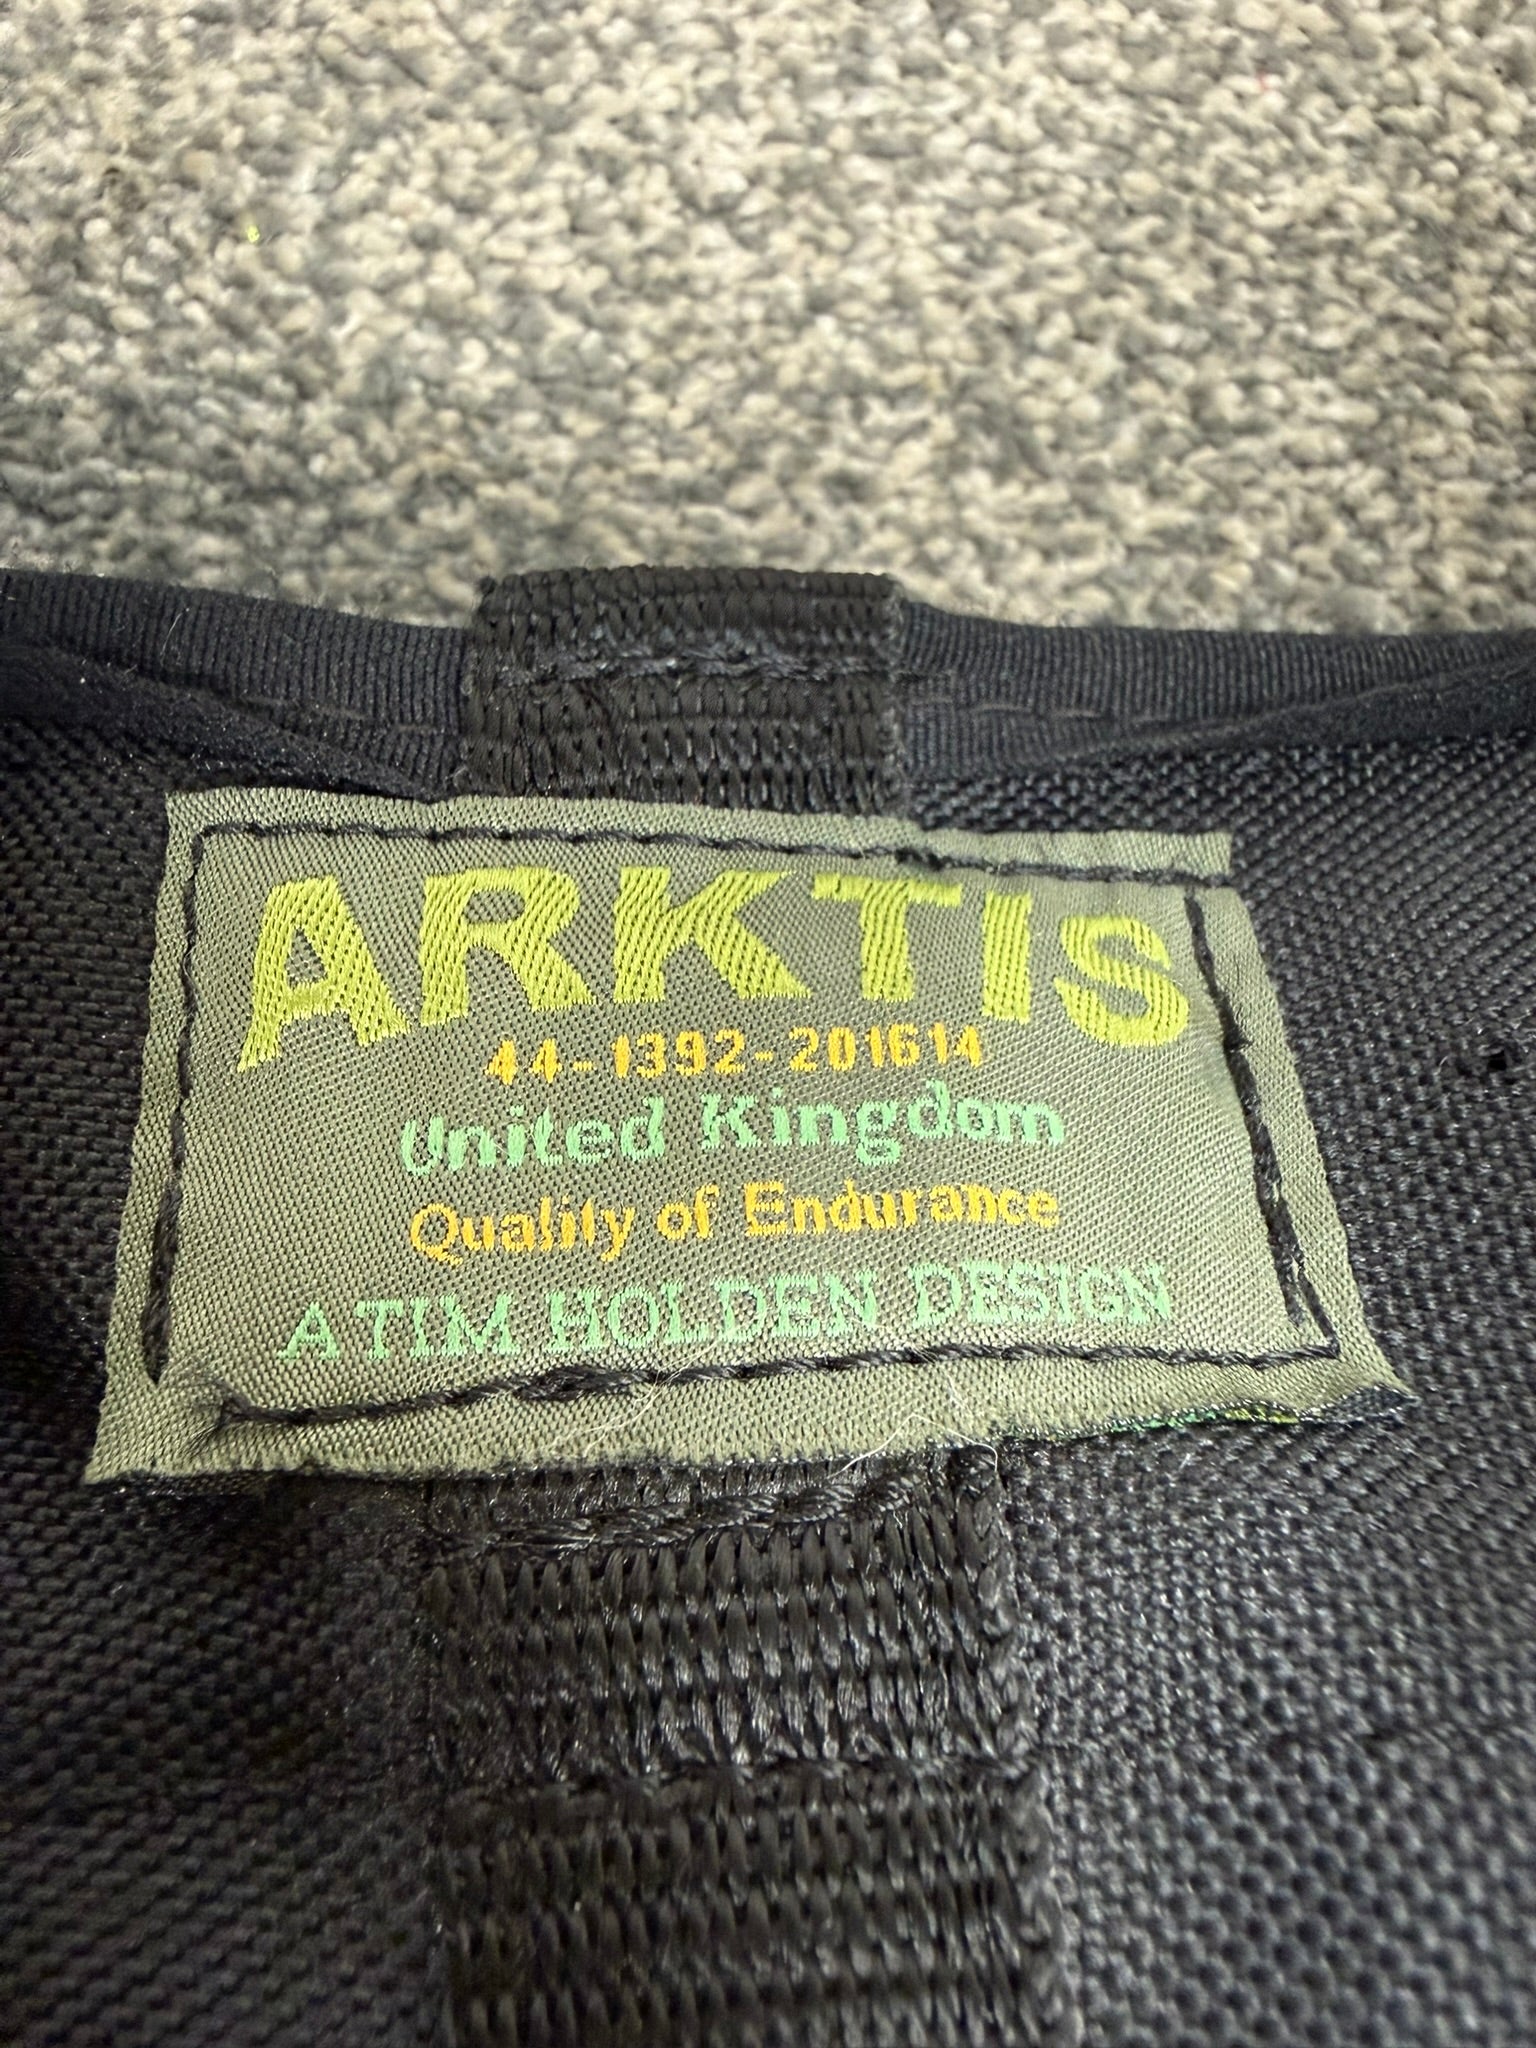 ARKTIS
44-1392-201614
United Kingdom
Quality of Endurance
A TIM HOLDEN DESIGN